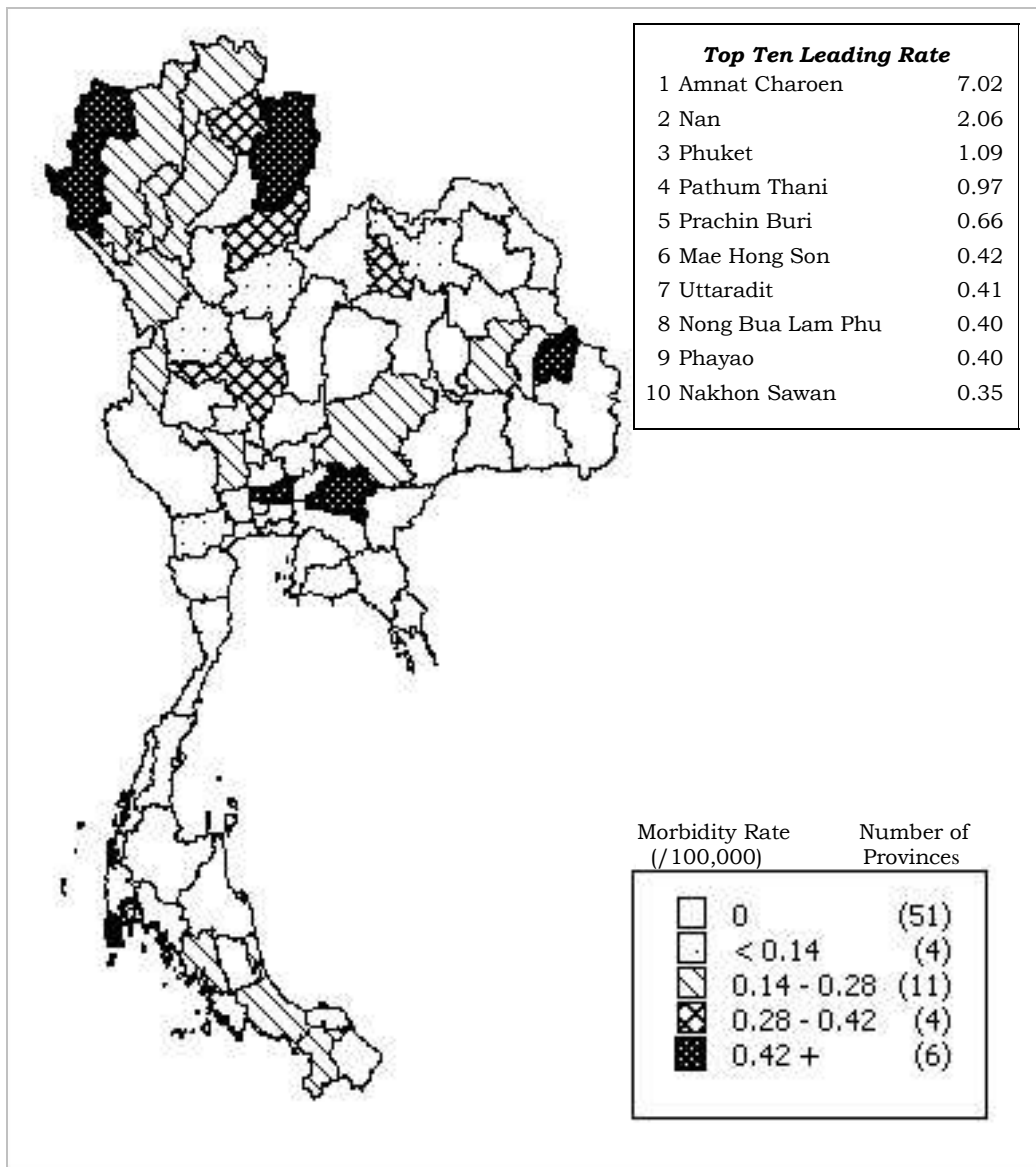 Top Ten Leading Rate
1 Amnat Charoen 7.02
2 Nan 2.06
3 Phuket 1.09
4 Pathum Thani 0.97
5 Prachin Buri 0.66
6 Mae Hong Son 0.42
7 Uttaradit 0.41
8 Nong Bua Lam Phu 0.40
9 Phayao 0.40
10 Nakhon Sawan 0.35
Morbidity Rate Number of
(/100,000) Provinces
0 (51)
< 0.14 (4)
0.14 - 0.28 (11)
0.28 - 0.42 (4)
0.42 + (6)